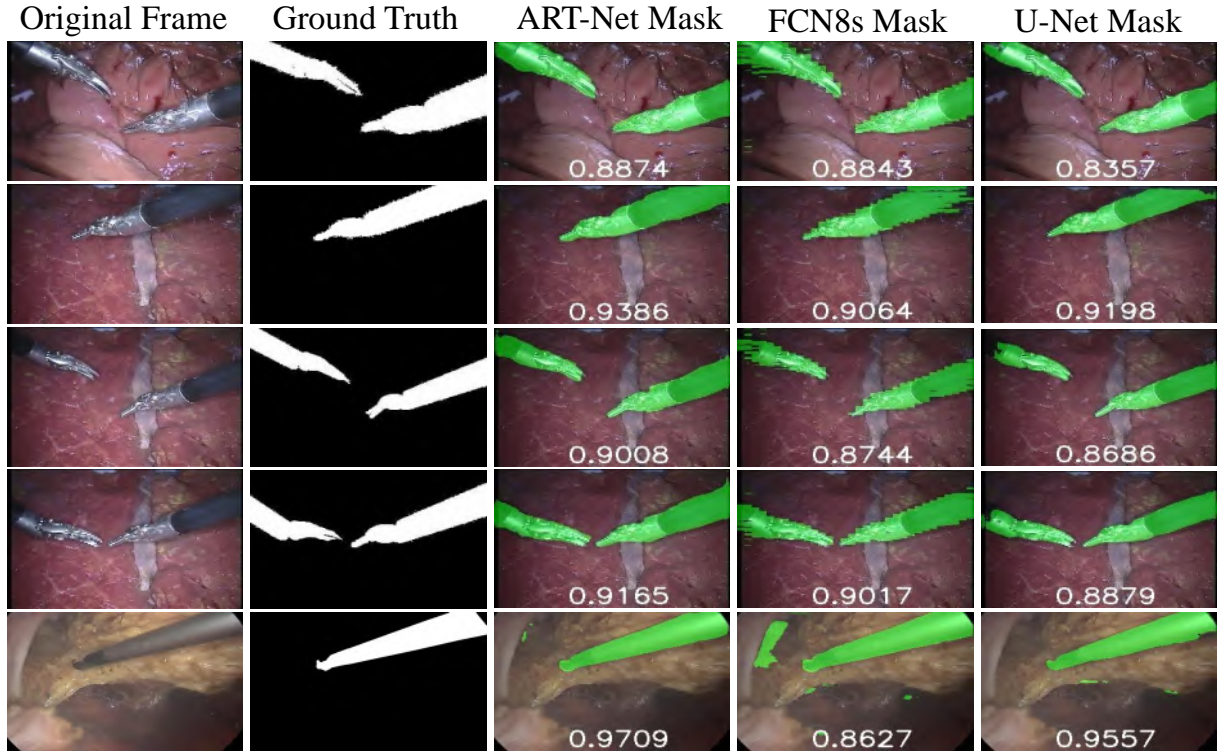 Original Frame Ground Truth ART-Net Mask FCN8s Mask U-Net Mask
0.8874 0.8843 0.8357
0.9386 0.9064 0.9198
0.9008 0.8744 0.8686
0.9165 0.9017 0.8879
0.9709 0.8627 0.9557